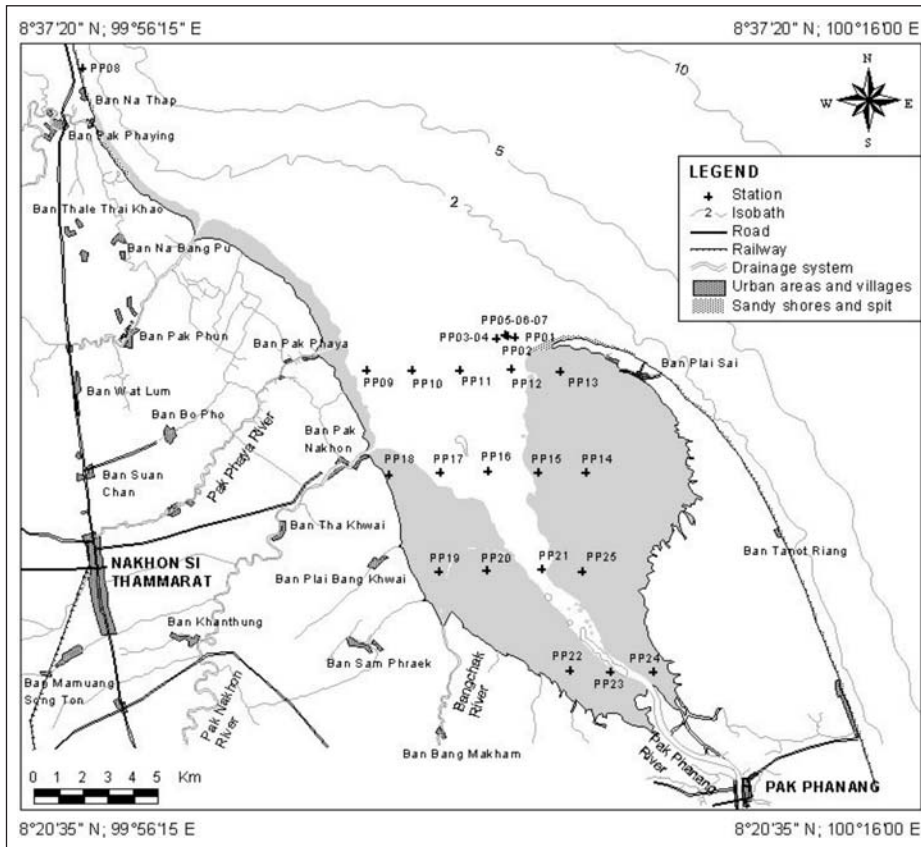 8°37'20" N; 99°56'15" E
8°37'20" N; 100°16'00 E
PP08
Ban Na Thap
Ban Pak Phaying
10
5
2
N
W E
S
LEGEND
Station
2 Isobath
Road
Railway
Drainage system
Urban areas and villages
Sandy shores and spit
Ban Thale Thai Khao
Ban Na Bang Pu
Ban Pak Phun
Ban Pak Phaya
PP05-06-07
PP03-04
PP01
PP02
Ban Plai Sai
PP09
PP10
PP11
PP12
PP13
Ban Wat Lum
Ban Bo Pho
Pak Phaya River
Ban Pak
Nakhon
PP18
PP17
PP16
PP15
PP14
Ban Suan
Chan
Ban Tha Khwai
Ban Tanot Riang
NAKHON SI
THAMMARAT
Ban Plai Bang Khwai
PP19
PP20
PP21
PP25
Ban Khanthung
Ban Sam Phraek
PP22
PP23
PP24
Ban Mamuang
Song Ton
Pak Nakhon
River
Bangchak
River
Ban Bang Makham
Pak Phanang
River
PAK PHANANG
0 1 2 3 4 5 Km
8°20'35" N; 99°56'15 E
8°20'35" N; 100°16'00 E